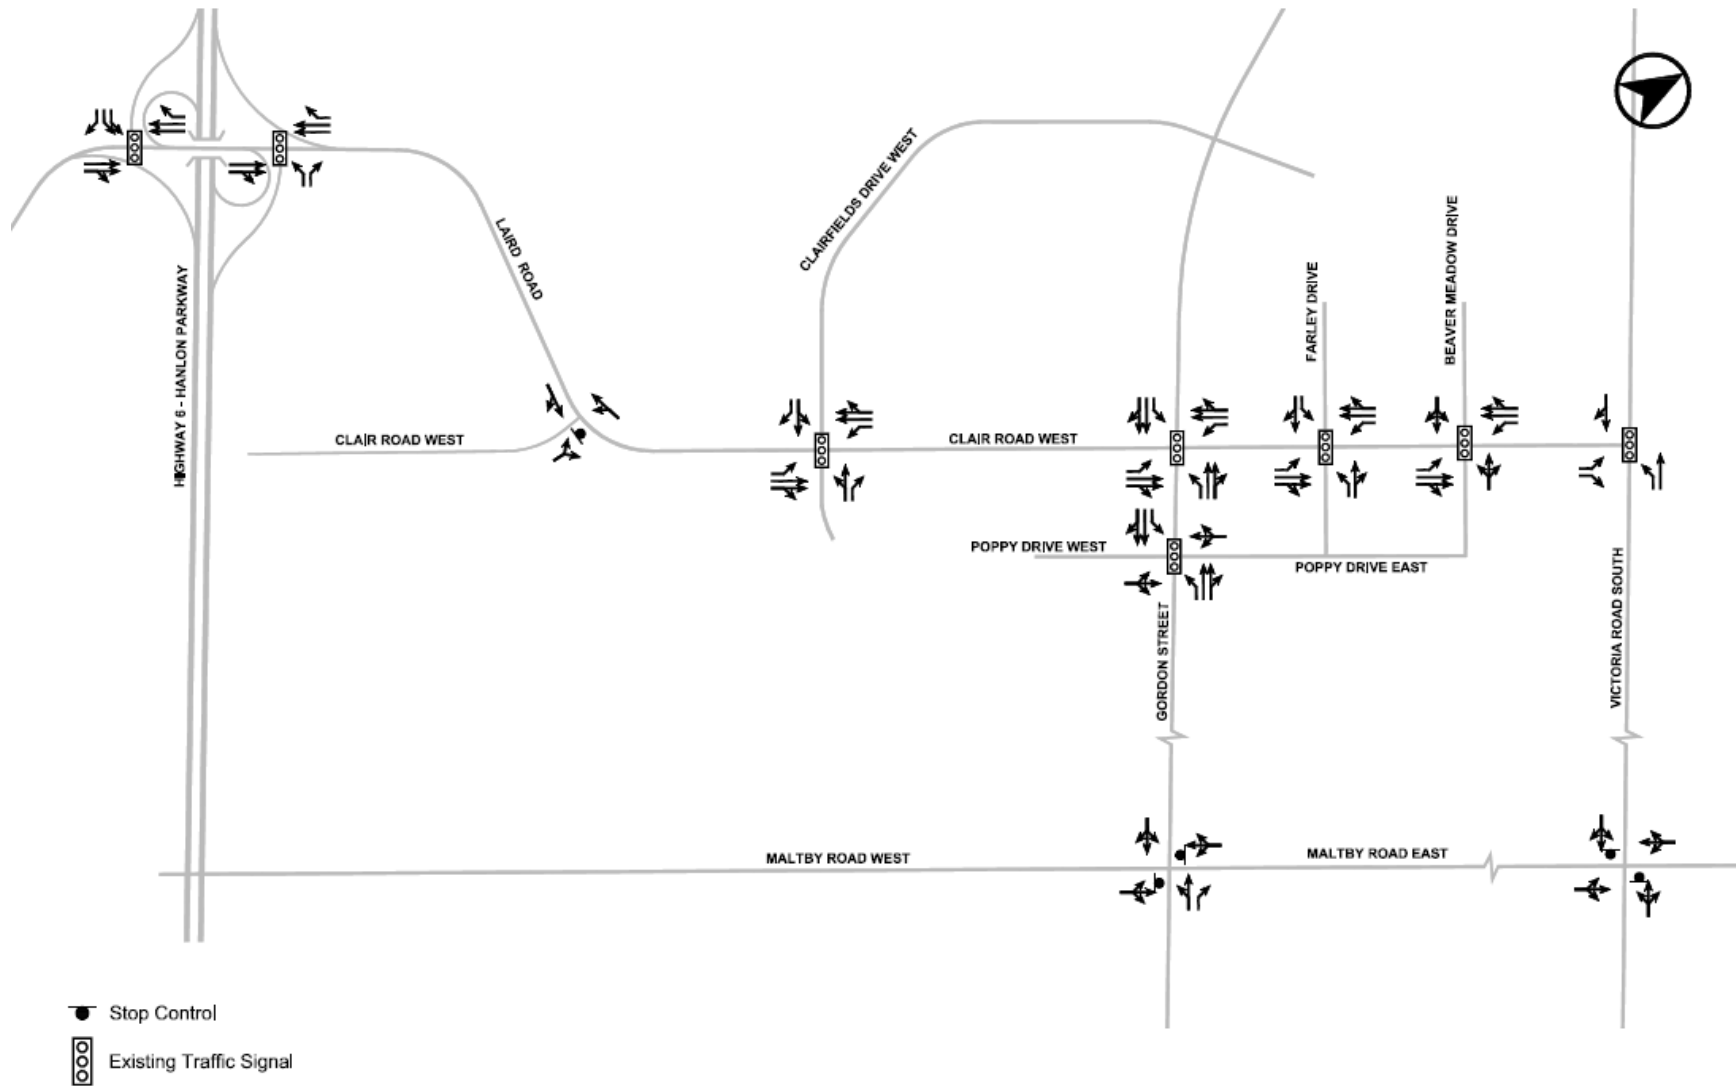 CLAIRFIELDS DRIVE WEST
BEAVER MEADOW DRIVE
LAIRD ROAD
FARLEY DRIVE
HIGHWAY 6 - HANLON PARKWAY
CLAIR ROAD WEST
CLAIR ROAD WEST
POPPY DRIVE WEST
POPPY DRIVE EAST
GORDON STREET
VICTORIA ROAD SOUTH
MALTBY ROAD WEST
MALTBY ROAD EAST
Stop Control
Existing Traffic Signal